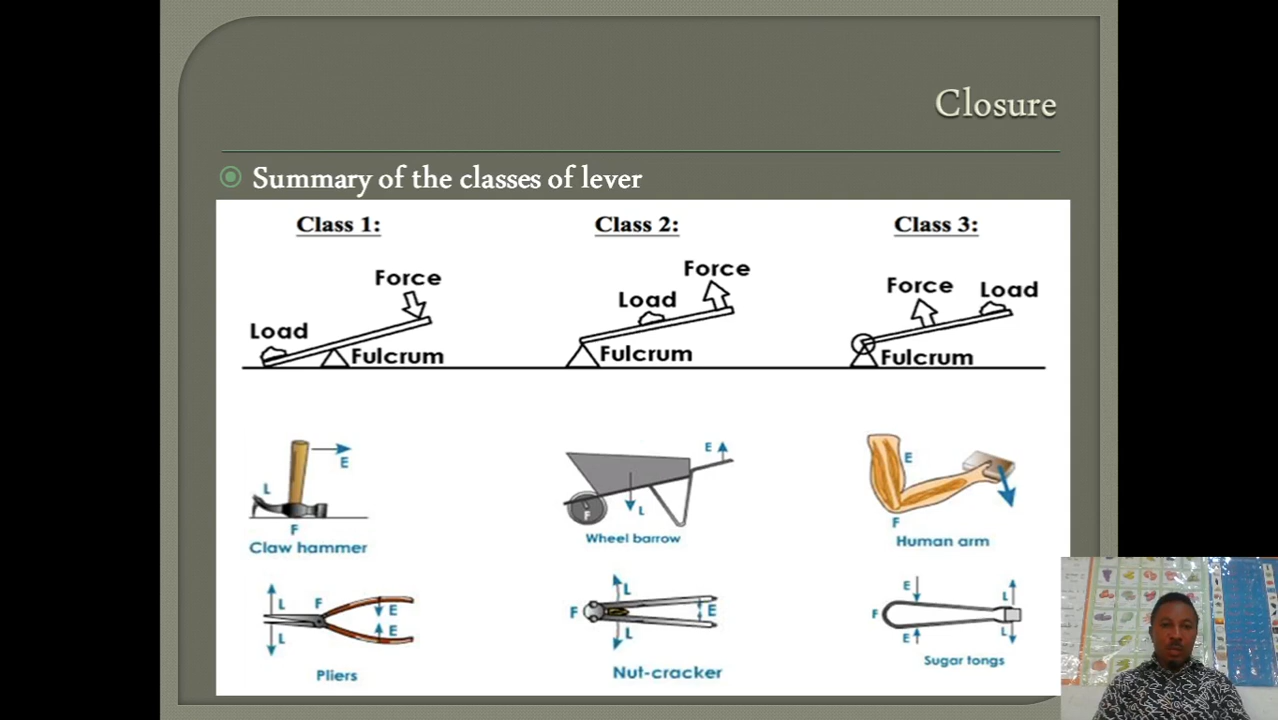 Closure
Summary of the classes of lever
Class 1:
Class 2:
Class 3:
Force
Load
Fulcrum
Force
Load
Fulcrum
Force
Load
Fulcrum
E
L
F
Claw hammer
E
F
L
Wheel barrow
E
F
Human arm
L
F
E
L
E
Pliers
L
F
E
L
Nut-cracker
E
L
F
E
L
Sugar tongs